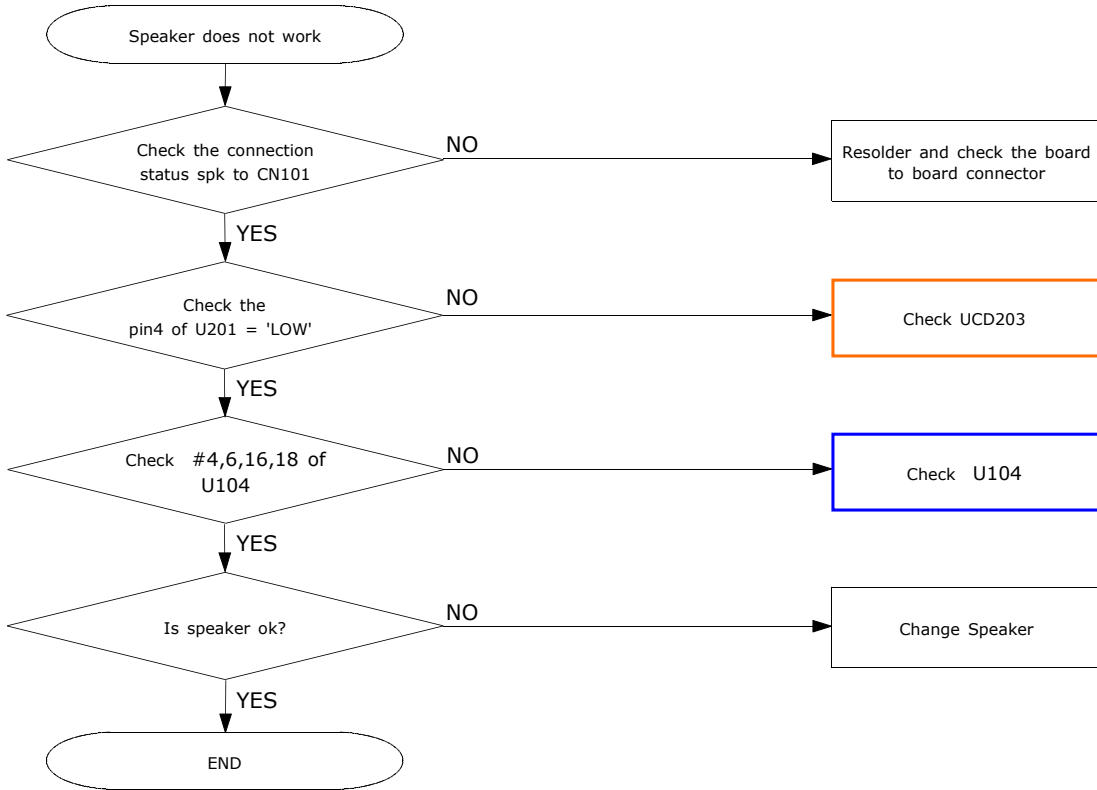 Speaker does not work
Check the connection
status spk to CN101
NO
Resolder and check the board
to board connector
YES
Check the
pin4 of U201 = 'LOW'
NO
Check UCD203
YES
Check #4,6,16,18 of
U104
NO
Check U104
YES
Is speaker ok?
NO
Change Speaker
YES
END